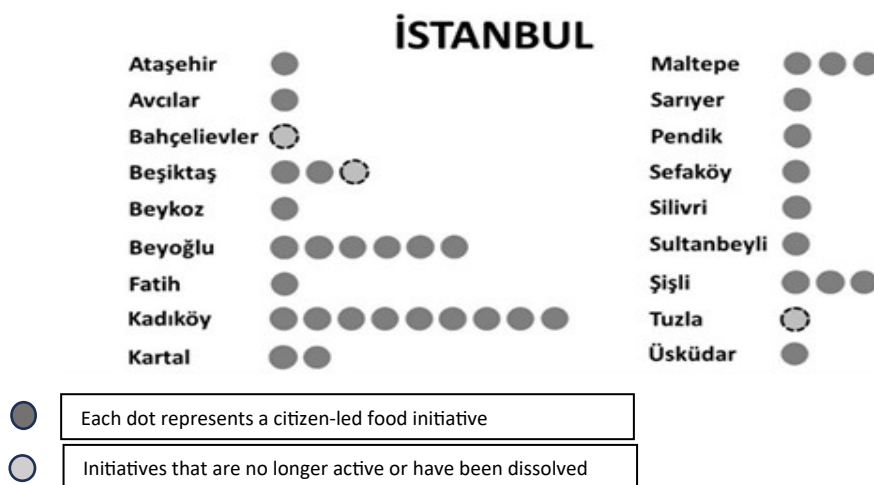 İSTANBUL
Ataşehir
Avcılar
Bahçelievler
Beşiktaş
Beykoz
Beyoğlu
Fatih
Kadıköy
Kartal
Maltepe
Sarıyer
Pendik
Sefaköy
Silivri
Sultanbeyli
Şişli
Tuzla
Üsküdar
Each dot represents a citizen-led food initiative
Initiatives that are no longer active or have been dissolved